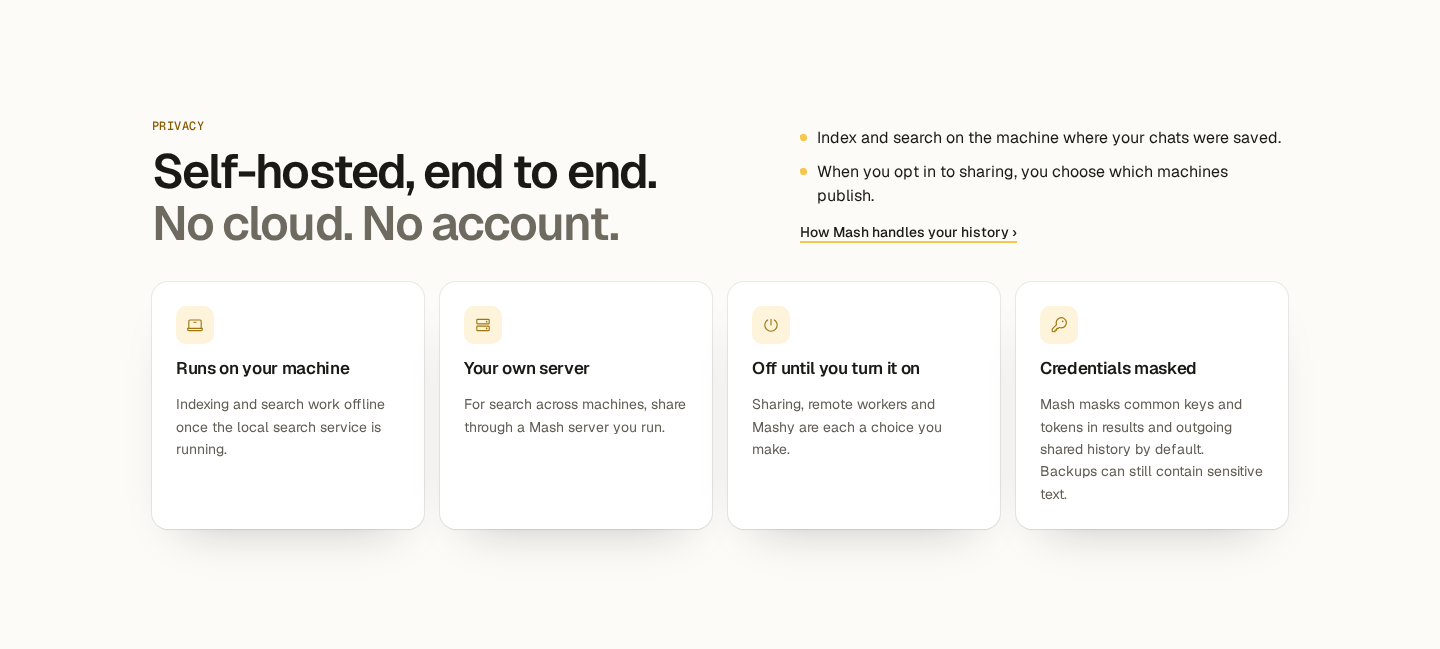 PRIVACY
Self-hosted, end to end.
No cloud. No account.
Index and search on the machine where your chats were saved.
When you opt in to sharing, you choose which machines
publish.
How Mash handles your history ›
Runs on your machine
Indexing and search work offline
once the local search service is
running.
Your own server
For search across machines, share
through a Mash server you run.
Off until you turn it on
Sharing, remote workers and
Mashy are each a choice you
make.
Credentials masked
Mash masks common keys and
tokens in results and outgoing
shared history by default.
Backups can still contain sensitive
text.